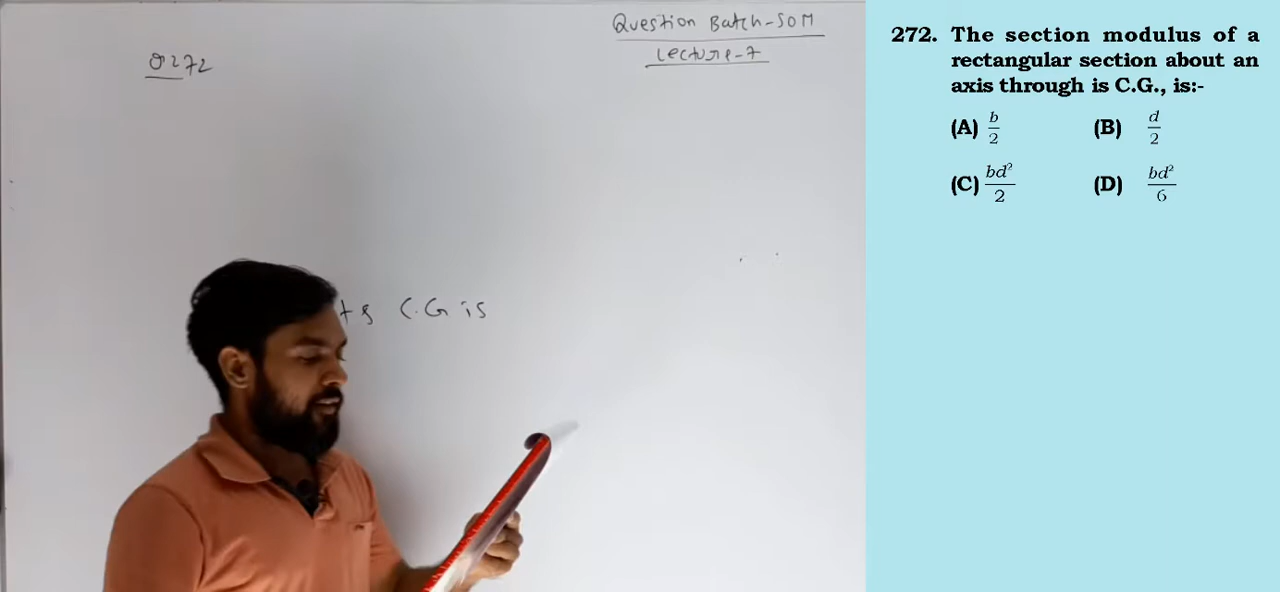 Question Batch-SOM
Lecture-7
Q272
C.G is
272. The section modulus of a
rectangular section about an
axis through is C.G., is:-
(A) b/2 (B) d/2
(C) bd²/2 (D) bd²/6